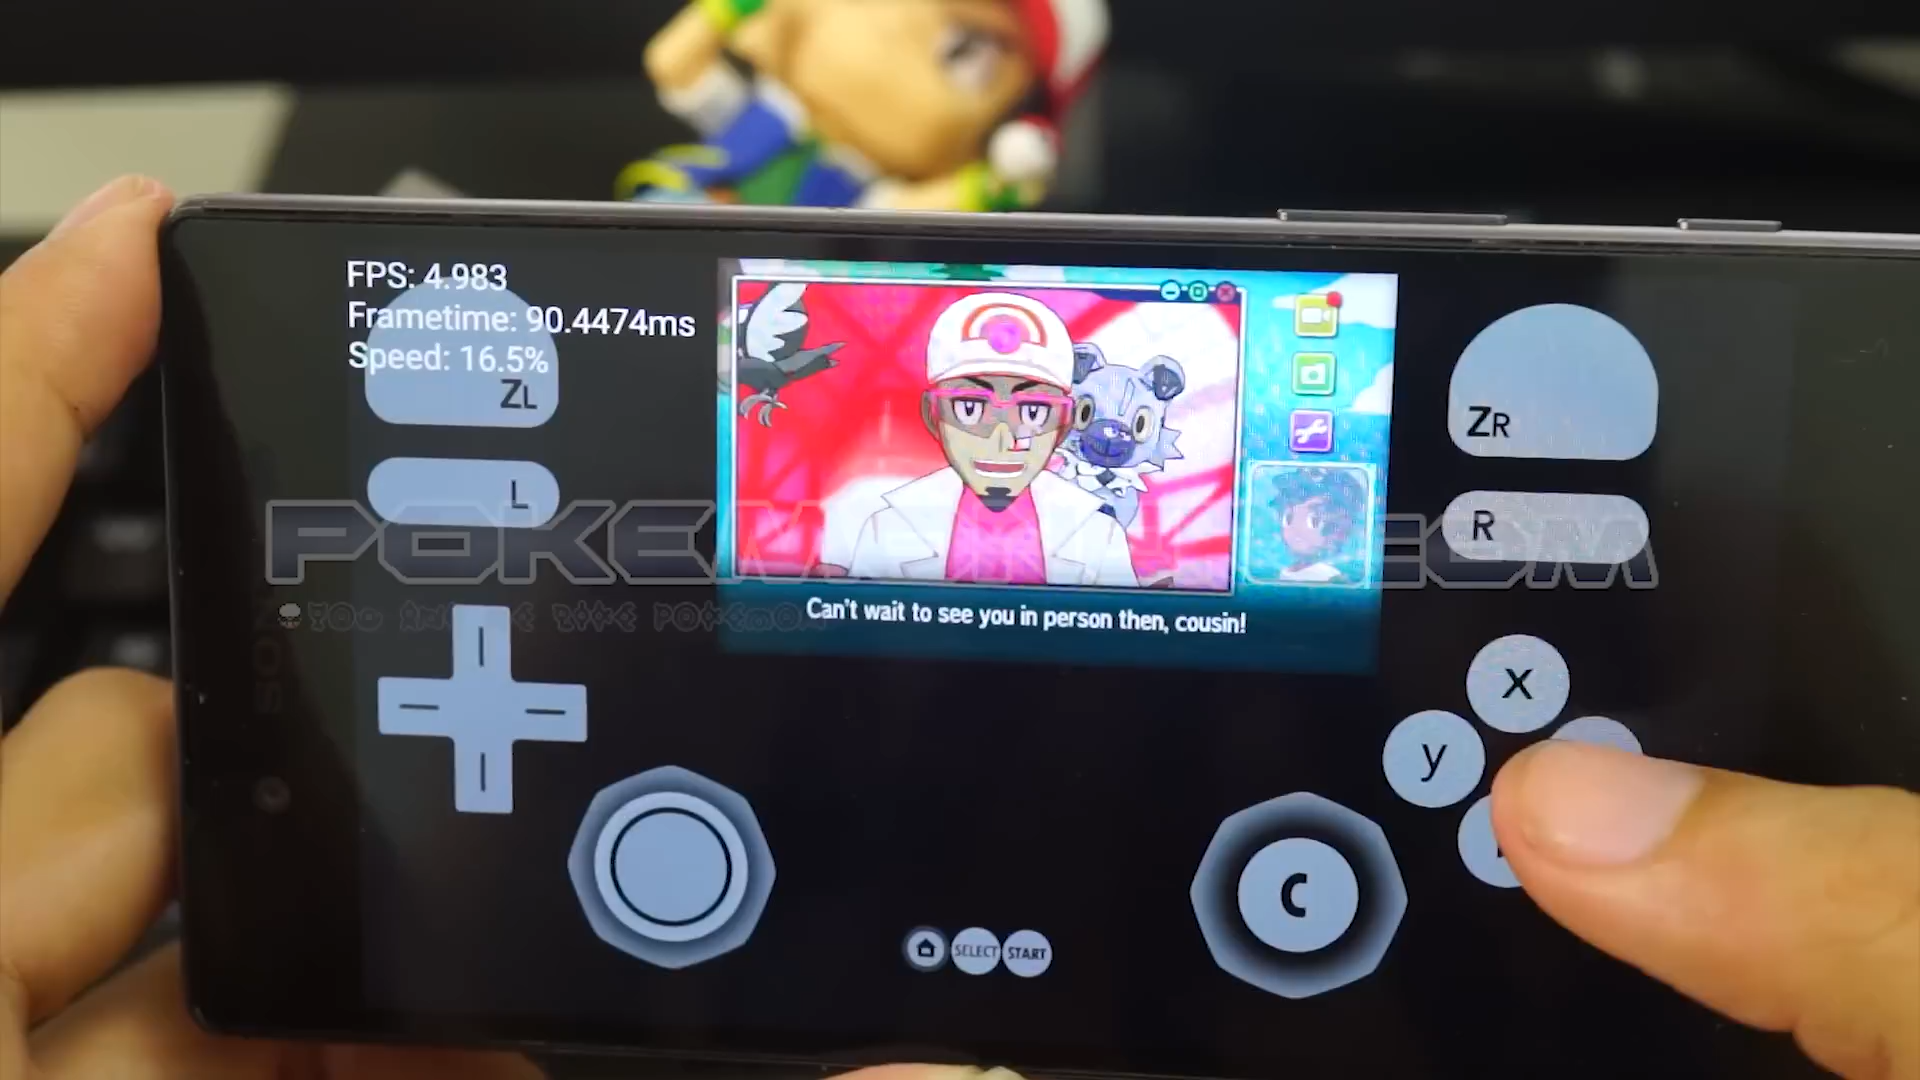 FPS: 4.983
Frametime: 90.4474ms
Speed: 16.5%
ZL
L
ZR
R
Can't wait to see you in person then, cousin!
X
y
C
SELECT
START
SONY